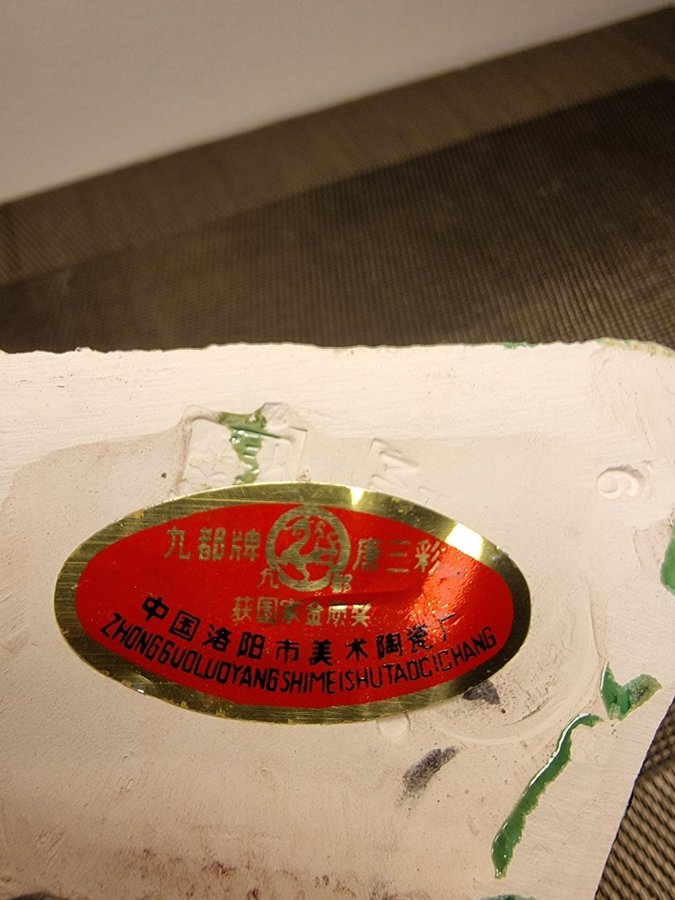 九都牌 唐三彩
九都
获国家金质奖
中国洛阳市美术陶瓷厂
ZHONGGUOLUOYANGSHIMEISHUTAOCICHANG